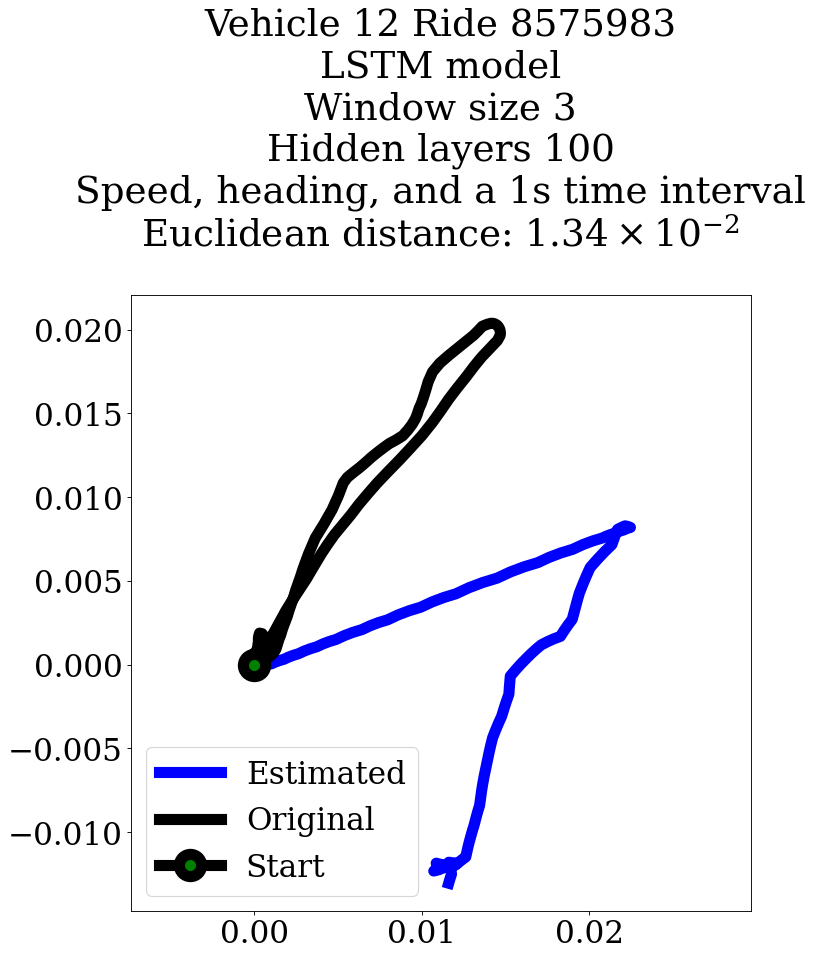 Vehicle 12 Ride 8575983
LSTM model
Window size 3
Hidden layers 100
Speed, heading, and a 1s time interval
Euclidean distance: 1.34 × 10⁻²
0.020
0.015
0.010
0.005
0.000
−0.005
−0.010
Estimated
Original
Start
0.00 0.01 0.02